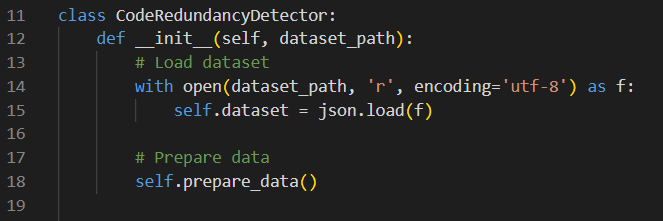 11 class CodeRedundancyDetector:
12     def __init__(self, dataset_path):
13         # Load dataset
14         with open(dataset_path, 'r', encoding='utf-8') as f:
15             self.dataset = json.load(f)
16
17         # Prepare data
18         self.prepare_data()
19